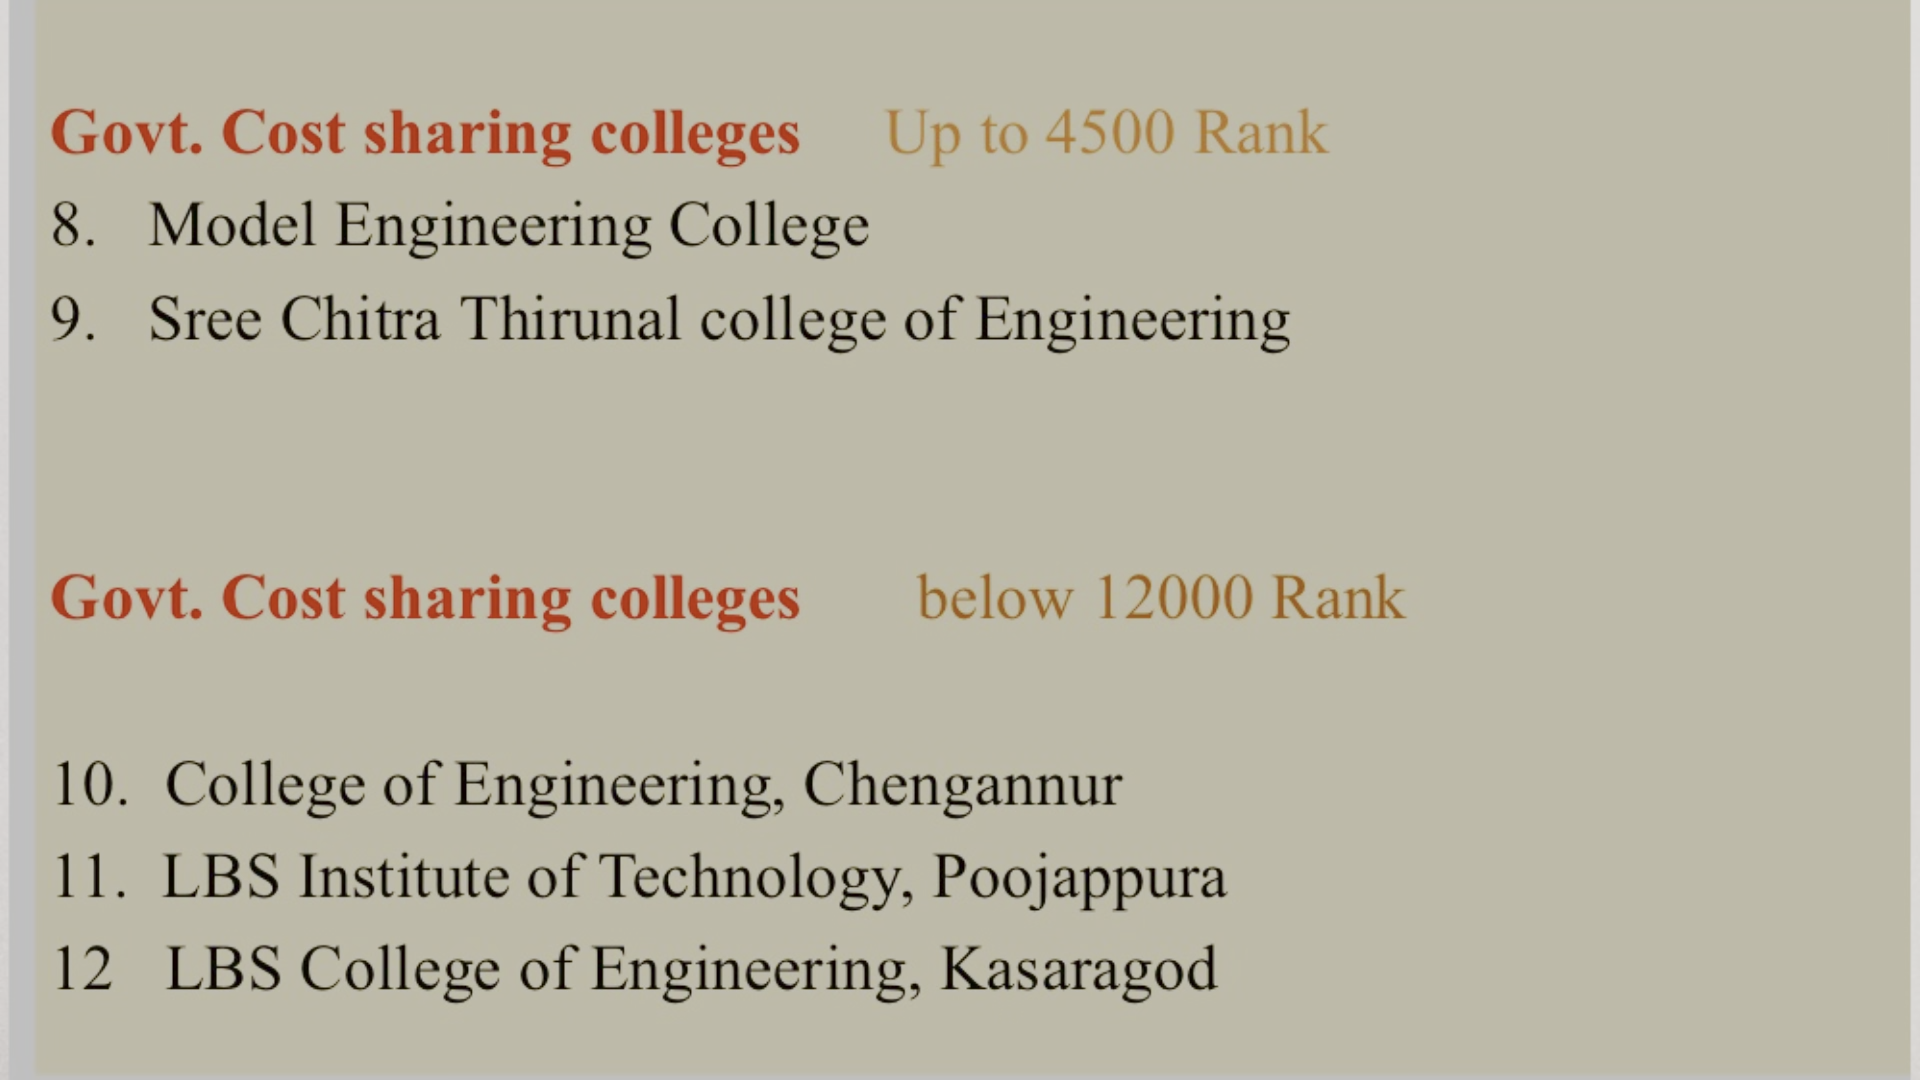 Govt. Cost sharing colleges Up to 4500 Rank
8. Model Engineering College
9. Sree Chitra Thirunal college of Engineering
Govt. Cost sharing colleges below 12000 Rank
10. College of Engineering, Chengannur
11. LBS Institute of Technology, Poojappura
12 LBS College of Engineering, Kasaragod